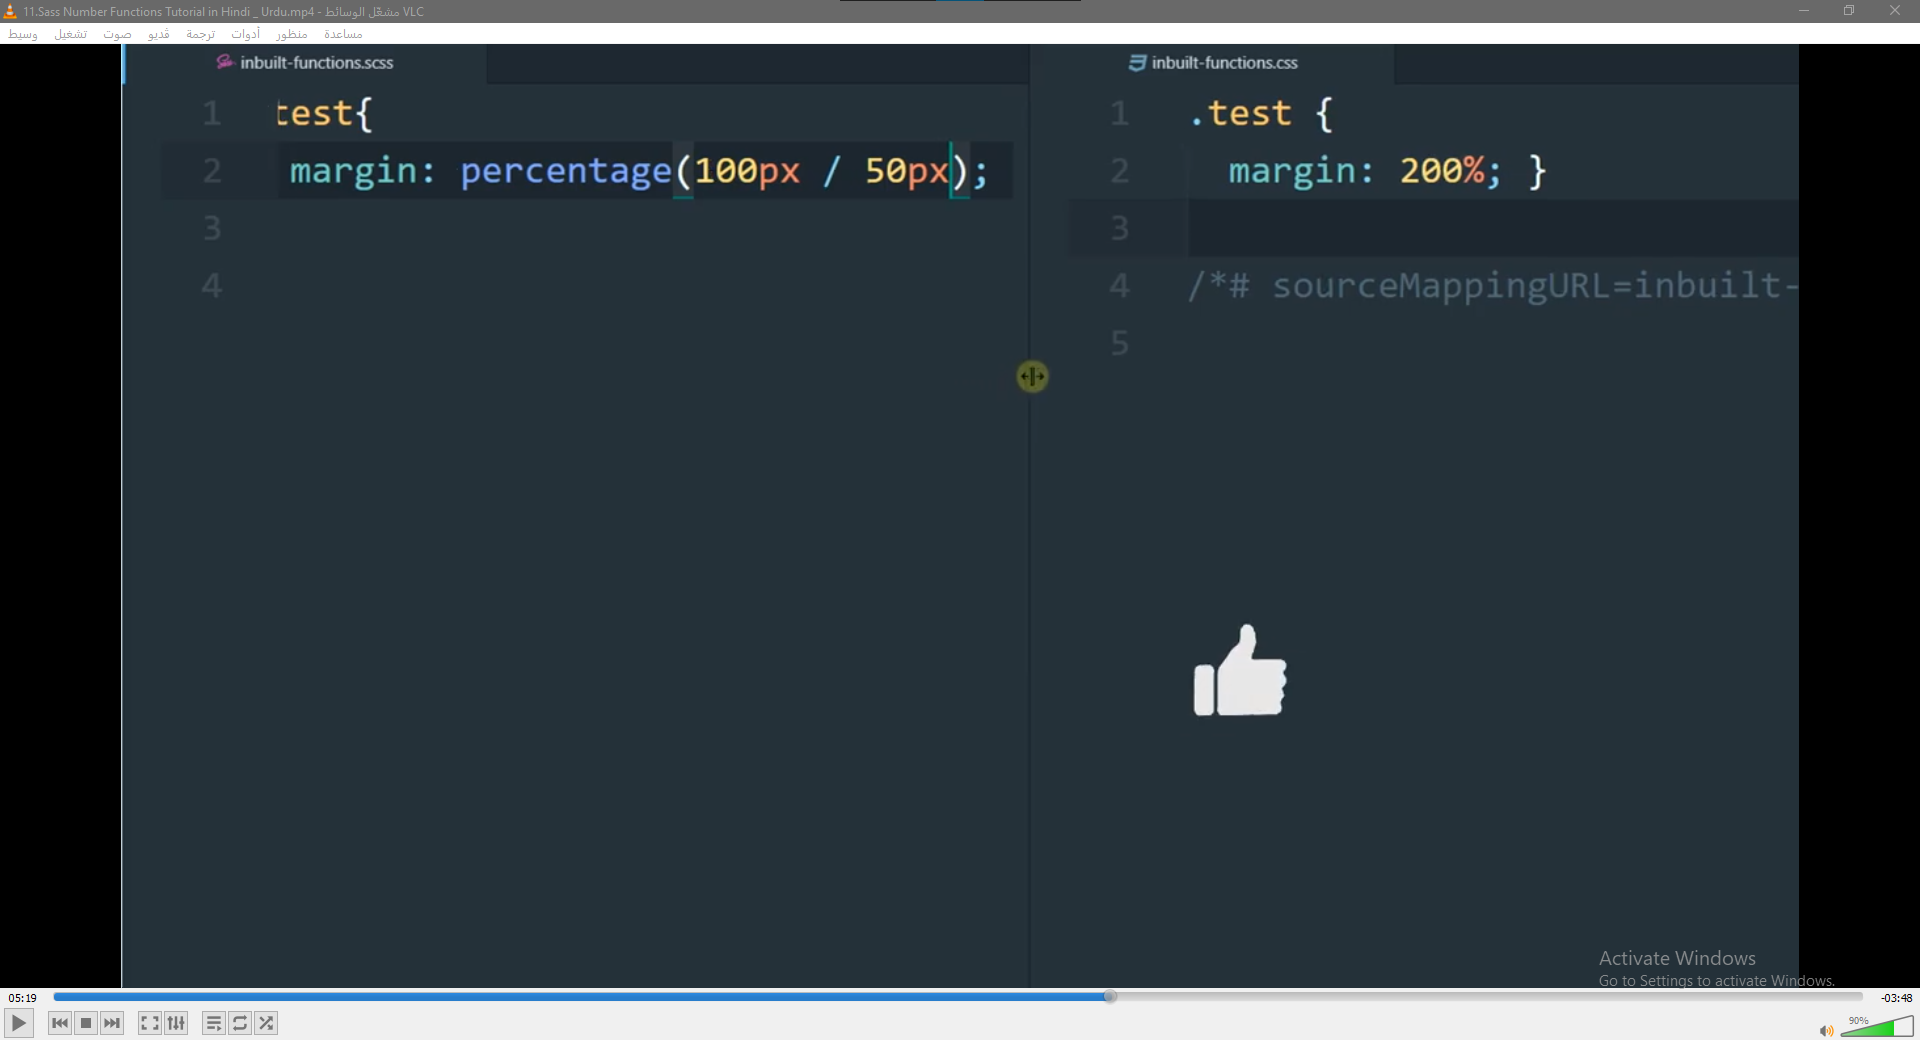 11.Sass Number Functions Tutorial in Hindi _ Urdu.mp4 - مشغّل الوسائط VLC
وسيط تشغيل ڤديو صوت ترجمة أدوات منظور مساعدة
inbuilt-functions.scss
1 test{
2 margin: percentage(100px / 50px);
3
4
inbuilt-functions.css
1 .test {
2 margin: 200%; }
3
4 /*# sourceMappingURL=inbuilt-
5
Activate Windows
Go to Settings to activate Windows.
05:19
-03:48
90%